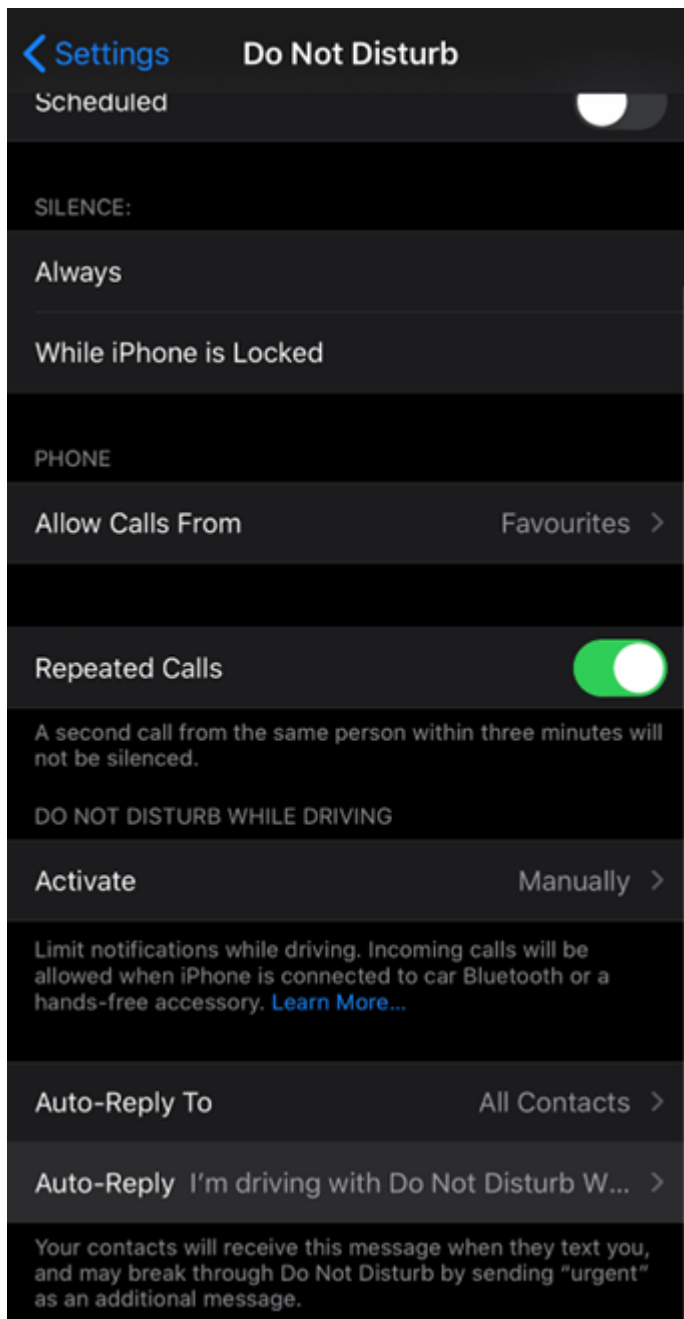 Settings Do Not Disturb
Scheduled
SILENCE:
Always
While iPhone is Locked
PHONE
Allow Calls From Favourites
Repeated Calls
A second call from the same person within three minutes will
not be silenced.
DO NOT DISTURB WHILE DRIVING
Activate Manually
Limit notifications while driving. Incoming calls will be
allowed when iPhone is connected to car Bluetooth or a
hands-free accessory. Learn More...
Auto-Reply To All Contacts
Auto-Reply I'm driving with Do Not Disturb W...
Your contacts will receive this message when they text you,
and may break through Do Not Disturb by sending “urgent”
as an additional message.